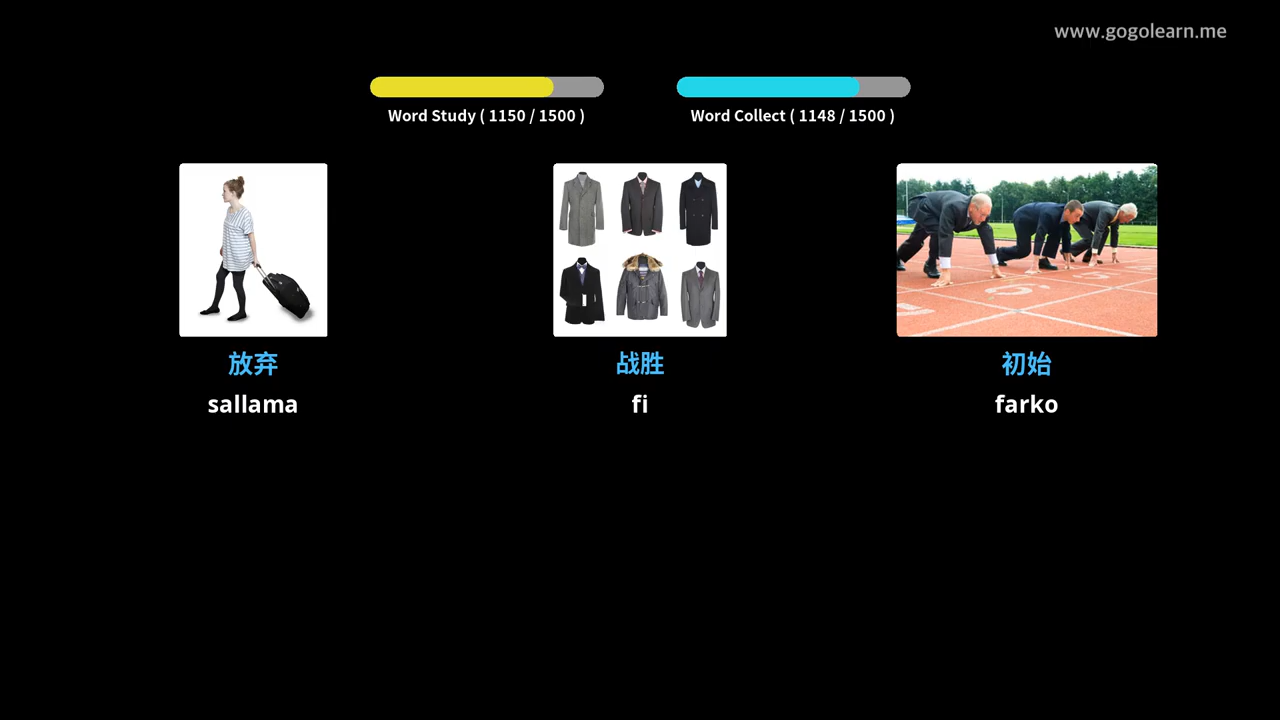 www.gogolearn.me
Word Study ( 1150 / 1500 )
Word Collect ( 1148 / 1500 )
放弃
战胜
初始
sallama
fi
farko